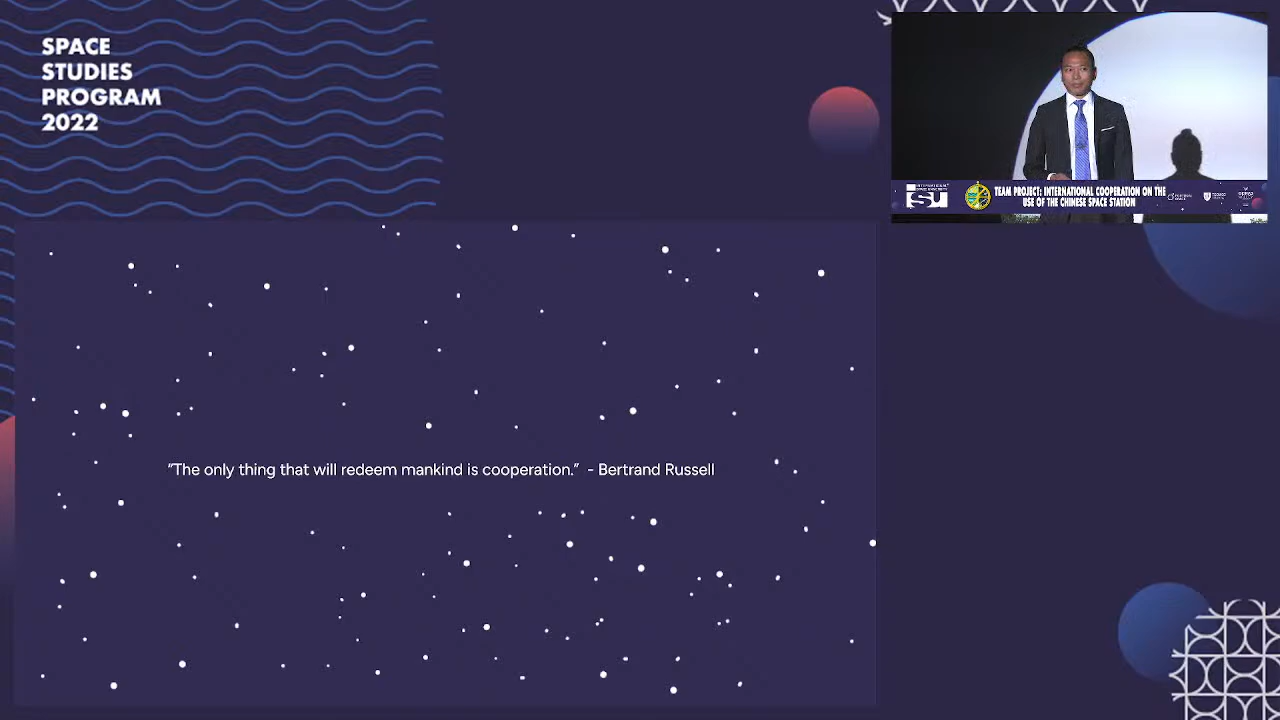 SPACE
STUDIES
PROGRAM
2022
TEAM PROJECT: INTERNATIONAL COOPERATION ON THE
USE OF THE CHINESE SPACE STATION
ISU
"The only thing that will redeem mankind is cooperation." - Bertrand Russell